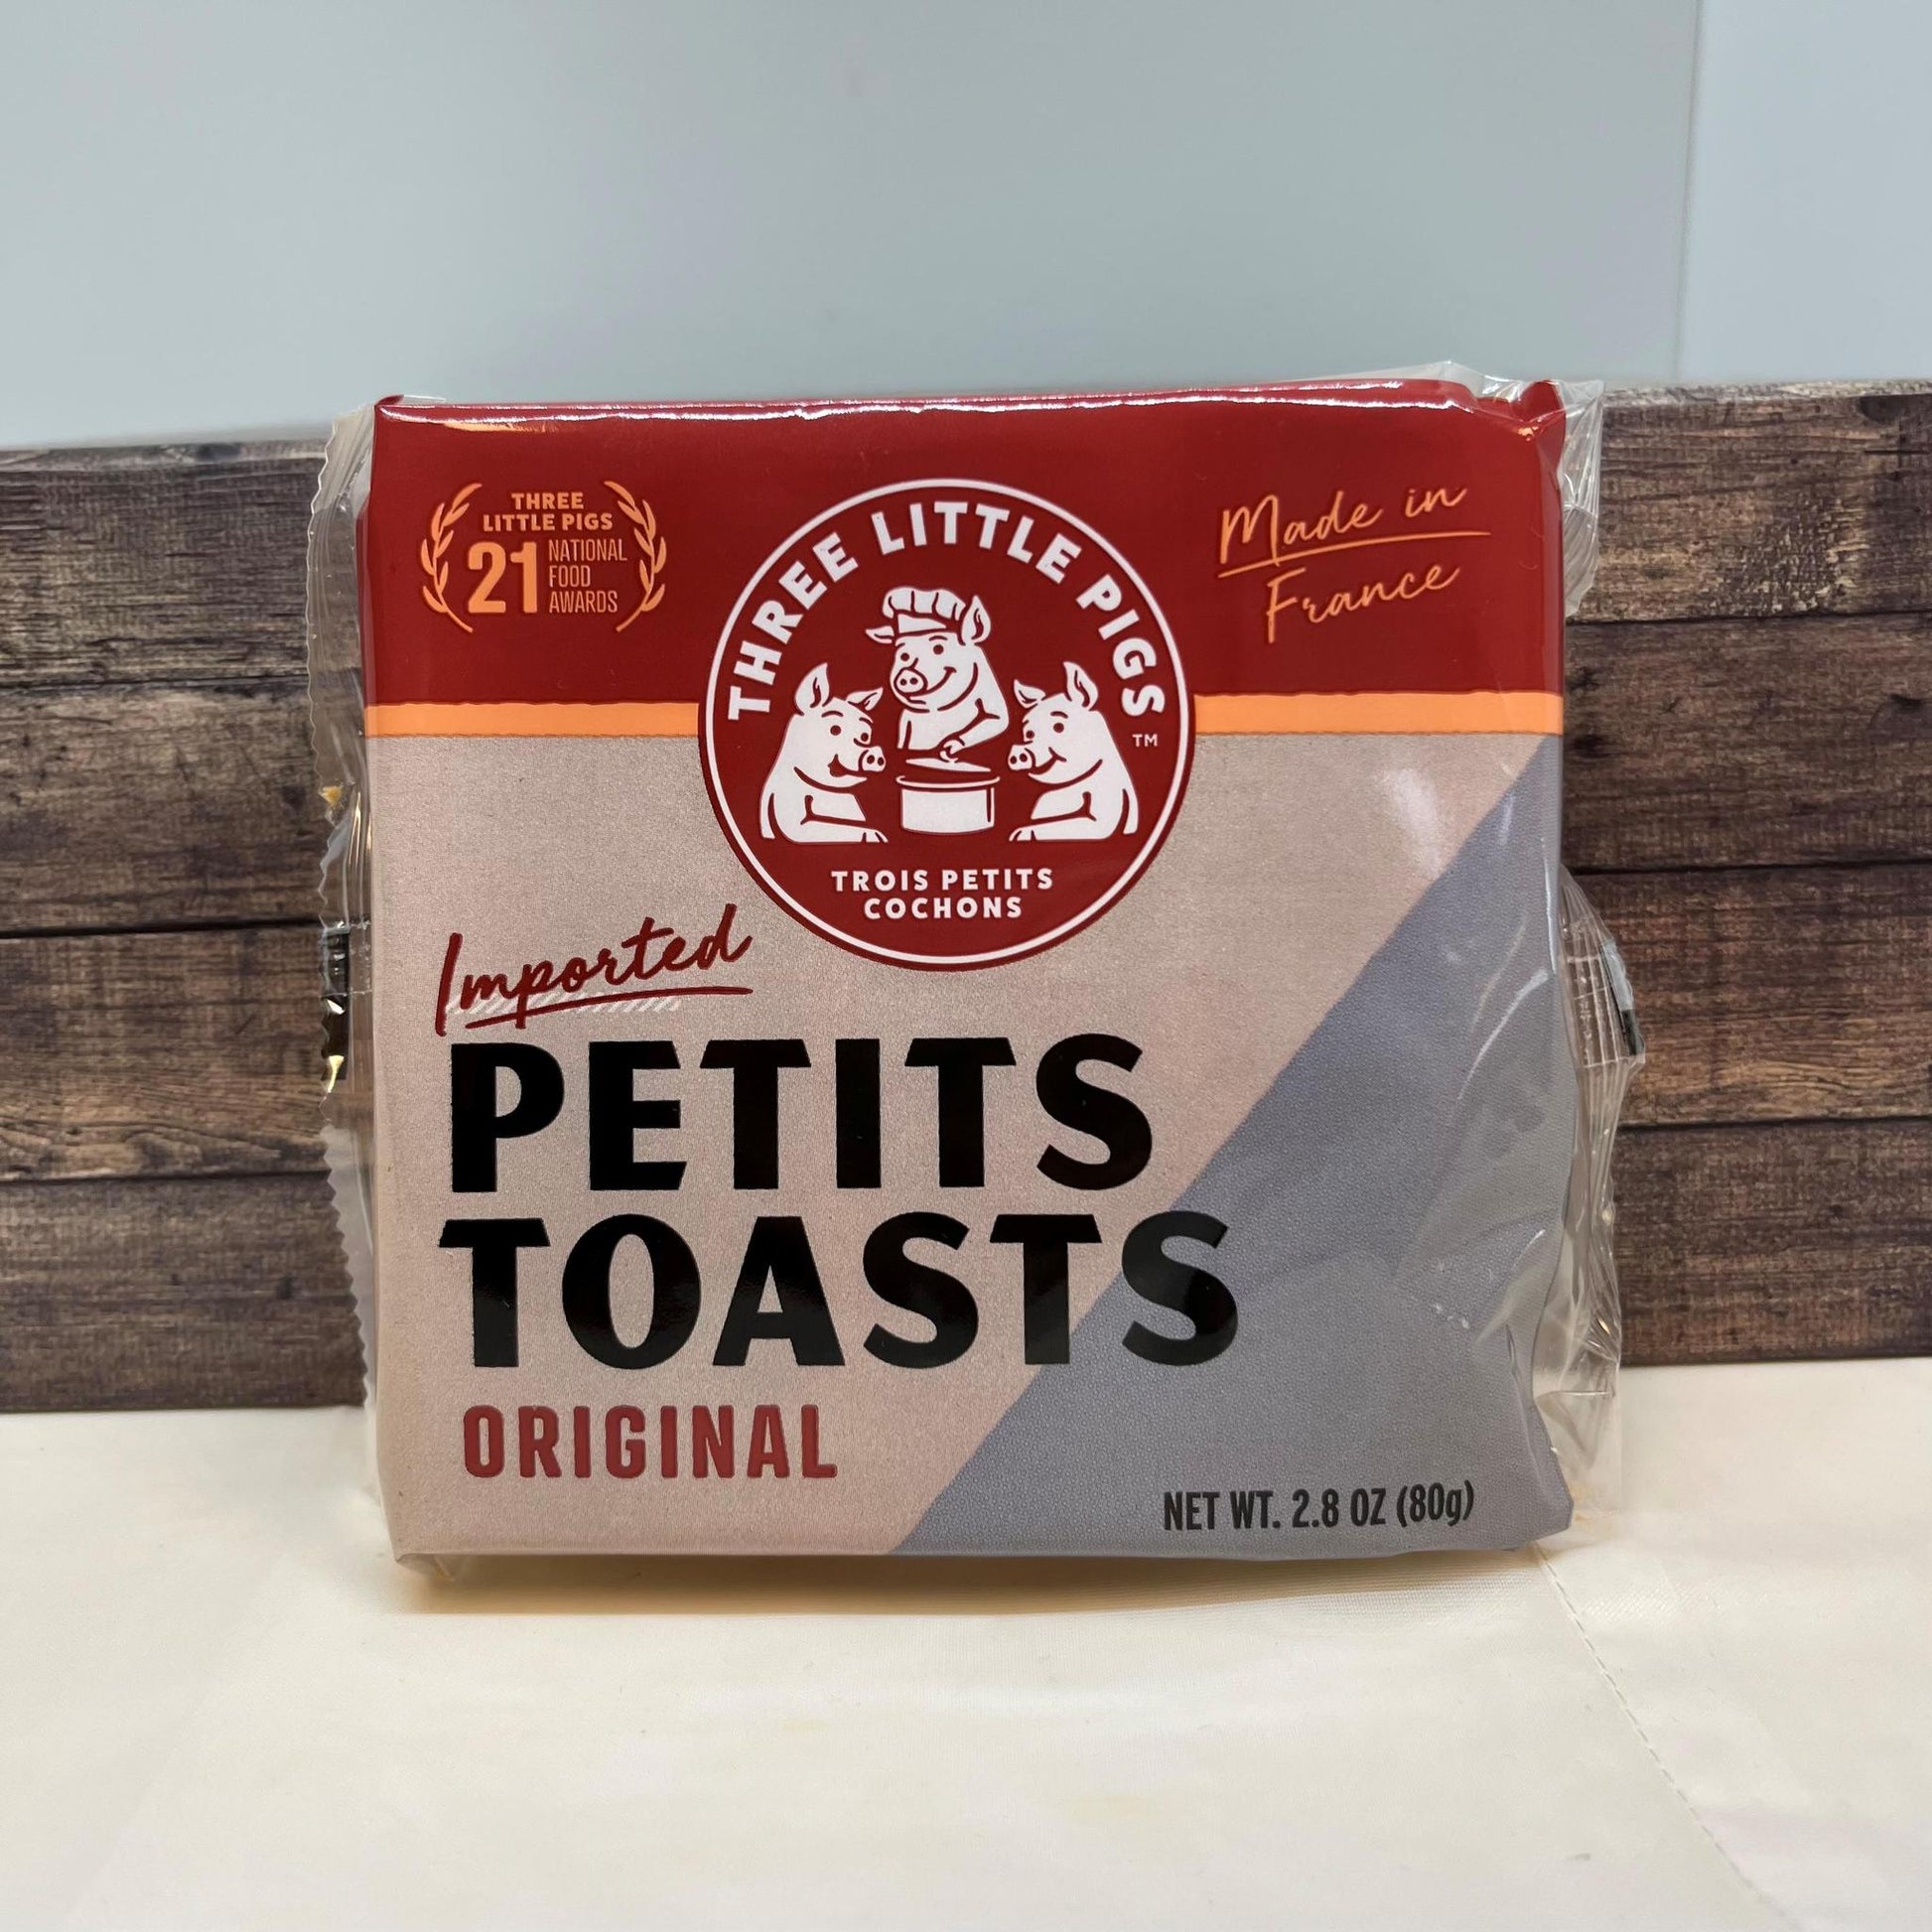 THREE
LITTLE PIGS
21 NATIONAL
FOOD
AWARDS
THREE LITTLE PIGS
TM
TROIS PETITS
COCHONS
Made in
France
Imported
PETITS
TOASTS
ORIGINAL
NET WT. 2.8 OZ (80g)